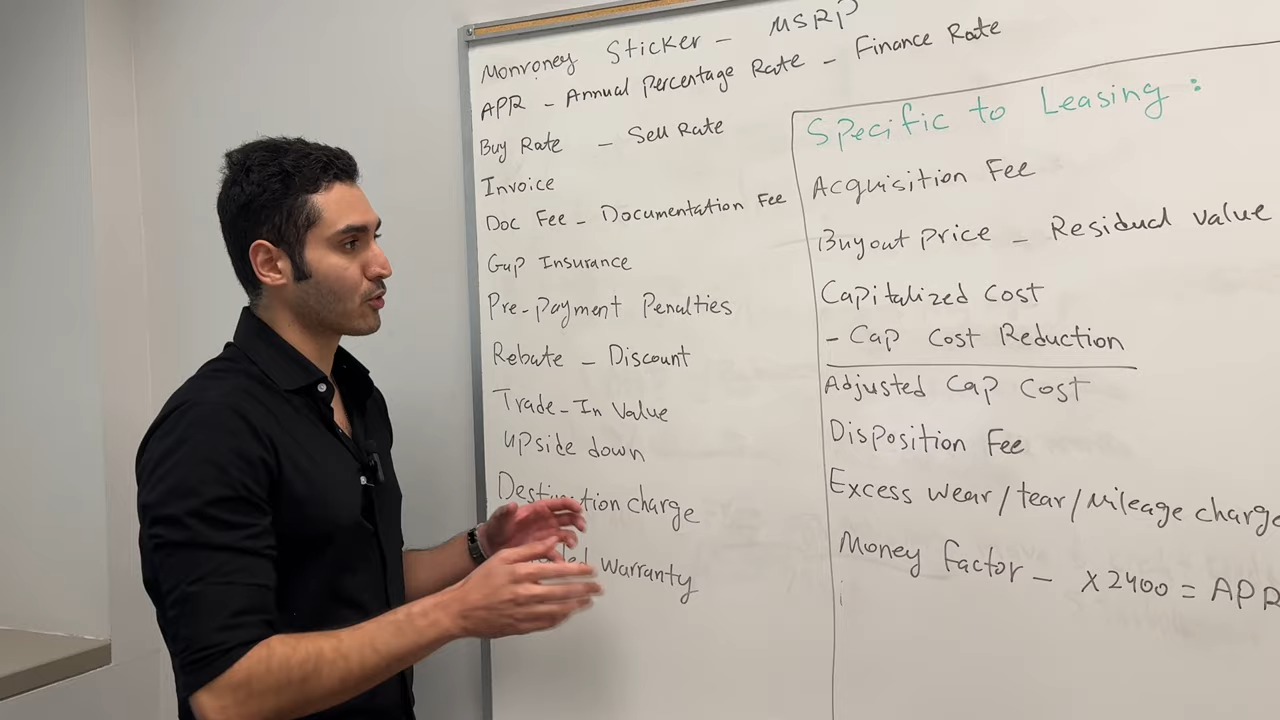 Monroney Sticker - MSRP
APR - Annual Percentage Rate - Finance Rate
Buy Rate - Sell Rate
Invoice
Doc Fee - Documentation Fee
Gap Insurance
Pre-payment Penalties
Rebate - Discount
Trade-In Value
Upside down
Destination charge
warranty
Specific to Leasing :
Acquisition Fee
Buyout price - Residual value
Capitalized cost
- Cap Cost Reduction
Adjusted Cap Cost
Disposition Fee
Excess wear/tear/mileage charge
Money factor - x2400 = APR